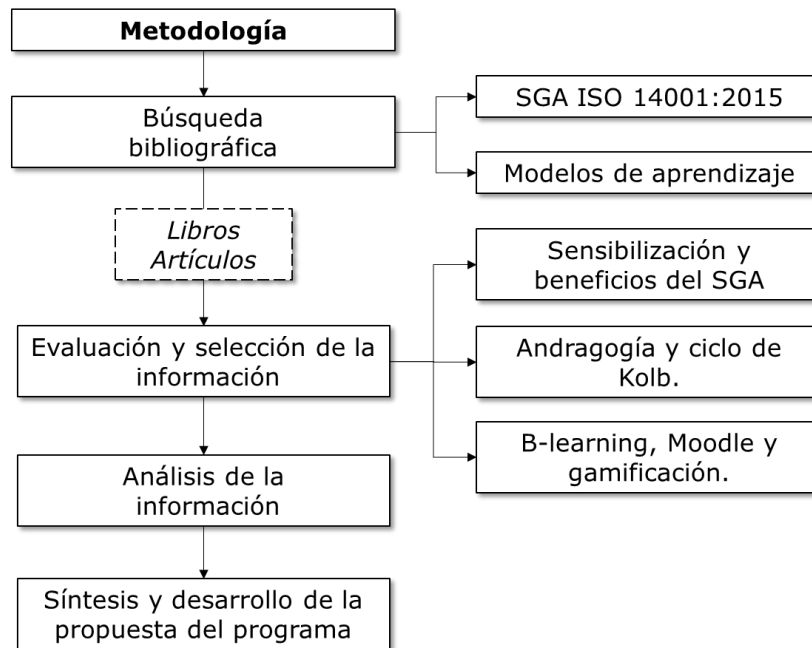 Metodología
Búsqueda
bibliográfica
SGA ISO 14001:2015
Modelos de aprendizaje
Libros
Artículos
Evaluación y selección de la
información
Sensibilización y
beneficios del SGA
Andragogía y ciclo de
Kolb.
B-learning, Moodle y
gamificación.
Análisis de la
información
Síntesis y desarrollo de la
propuesta del programa